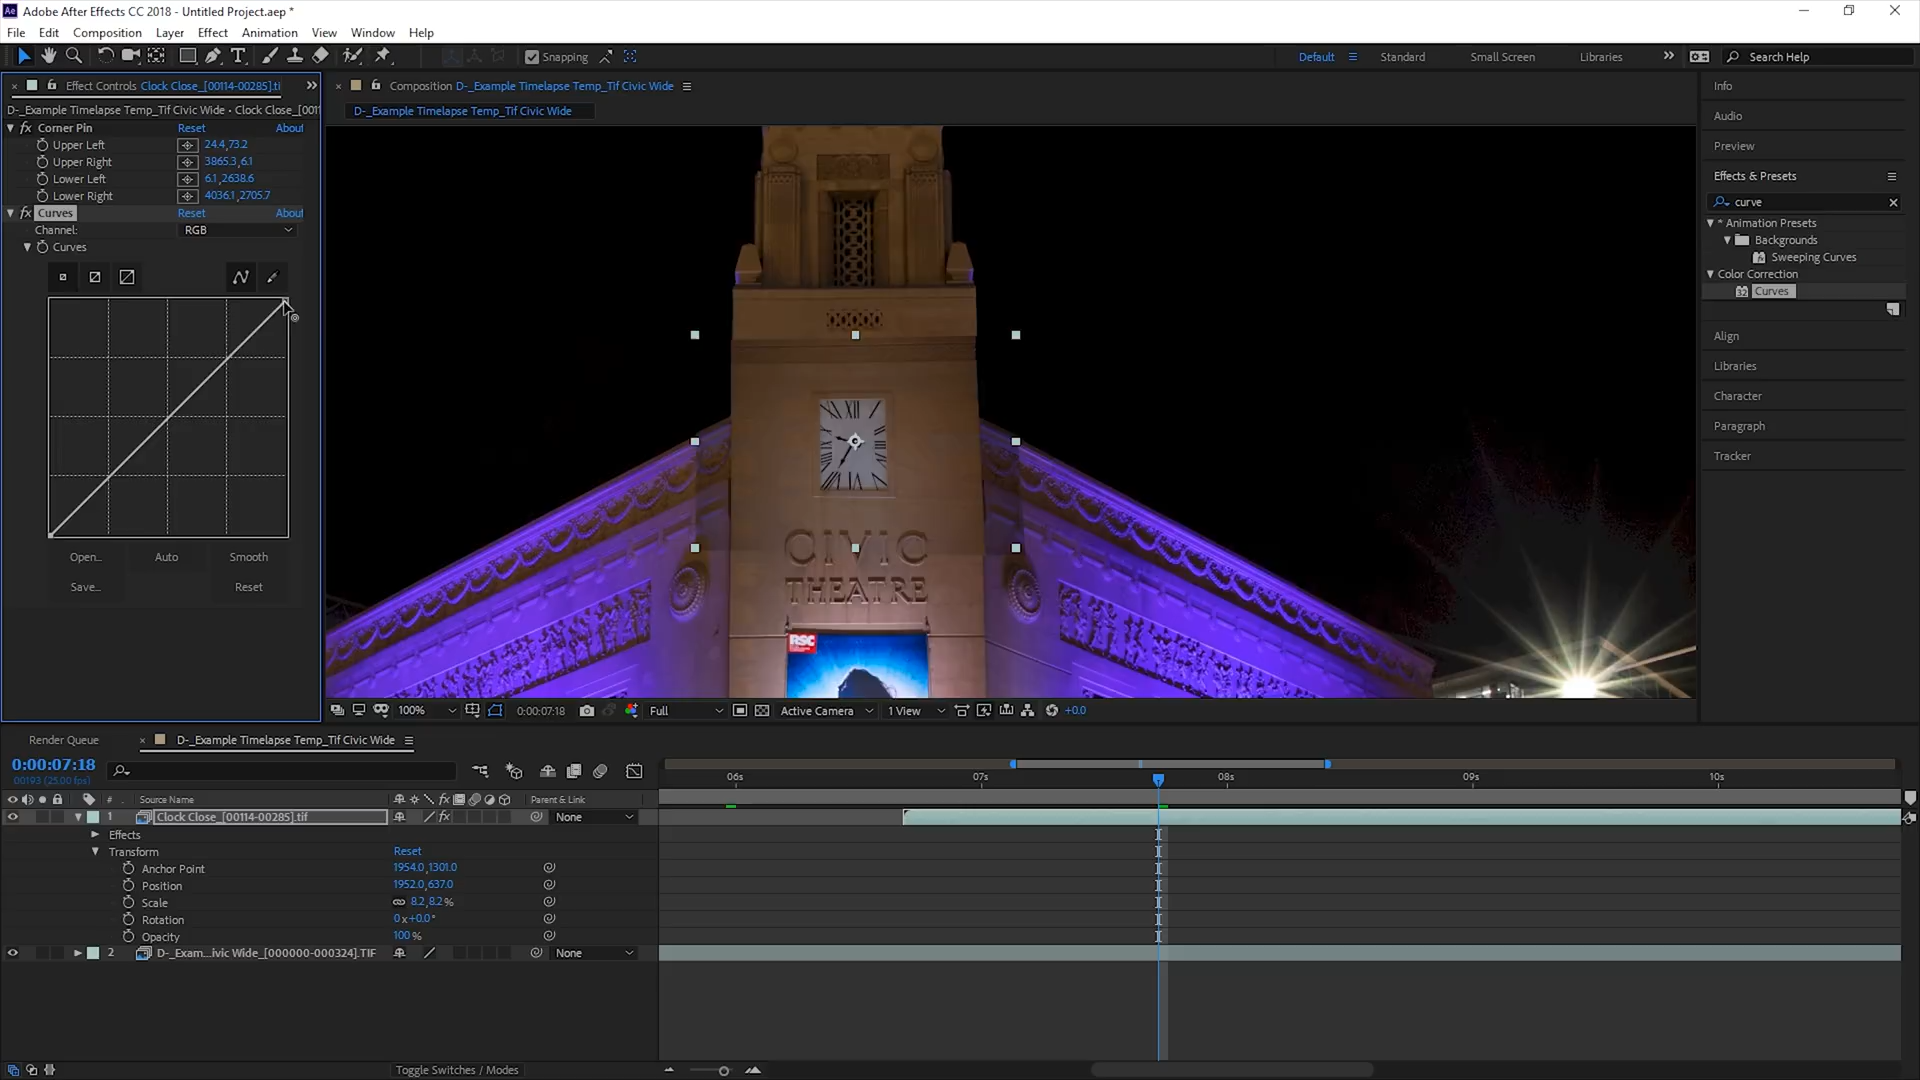 Ae Adobe After Effects CC 2018 - Untitled Project.aep *
File Edit Composition Layer Effect Animation View Window Help
Snapping Default Standard Small Screen Libraries Search Help
Effect Controls Clock Close_[00114-00285].ti
D-_Example Timelapse Temp_Tif Civic Wide • Clock Close_[001
fx Corner Pin Reset About
Upper Left 24.4,73.2
Upper Right 3865.3,6.1
Lower Left 6.1,2638.6
Lower Right 4036.1,2705.7
fx Curves Reset About
Channel: RGB
Curves
Open... Auto Smooth
Save... Reset
Composition D-_Example Timelapse Temp_Tif Civic Wide
D-_Example Timelapse Temp_Tif Civic Wide
CIVIC
THEATRE
RSC
100% 0:00:07:18 Full Active Camera 1 View +0.0
Info
Audio
Preview
Effects & Presets
curve
* Animation Presets
Backgrounds
Sweeping Curves
Color Correction
32 Curves
Align
Libraries
Character
Paragraph
Tracker
Render Queue D-_Example Timelapse Temp_Tif Civic Wide
0:00:07:18
00193 (25.00 fps)
06s 07s 08s 09s 10s
# Source Name fx Parent & Link
1 Clock Close_[00114-00285].tif fx None
Effects
Transform Reset
Anchor Point 1954.0,1301.0
Position 1952.0,637.0
Scale 8.2,8.2%
Rotation 0x+0.0°
Opacity 100%
2 D-_Exam...ivic Wide_[000000-000324].TIF None
Toggle Switches / Modes